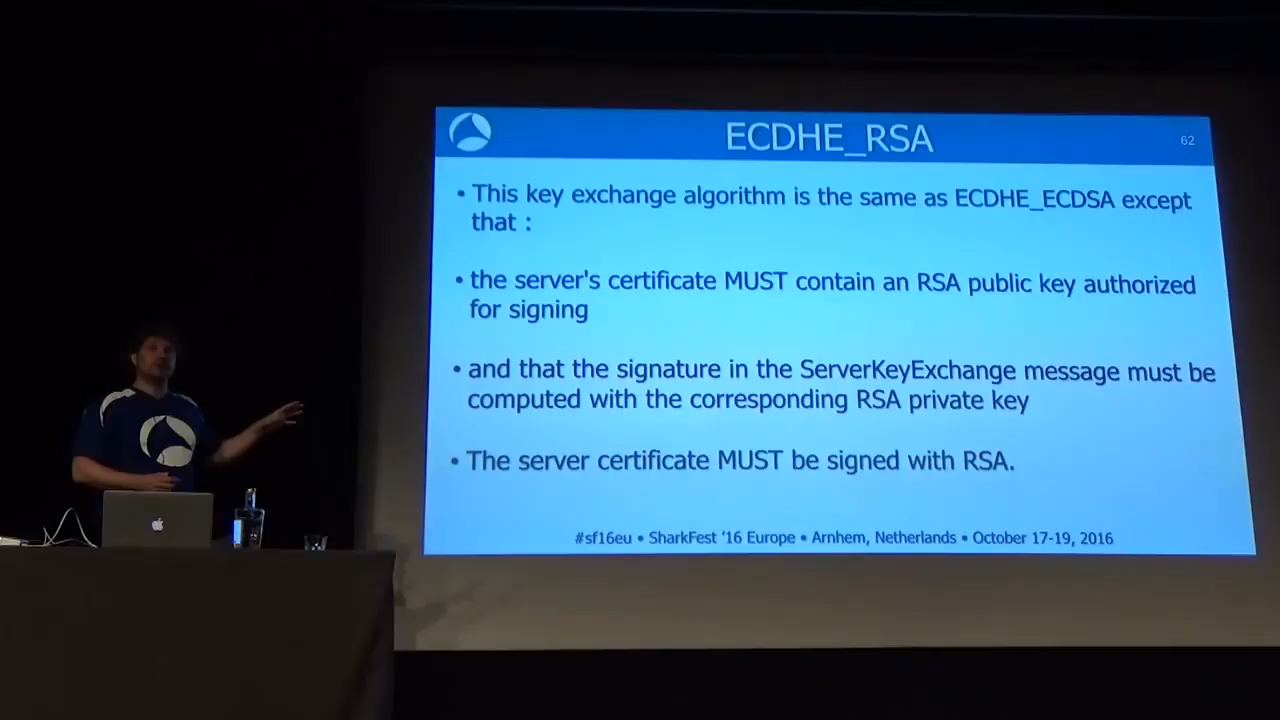 ECDHE_RSA
62
• This key exchange algorithm is the same as ECDHE_ECDSA except
that :
• the server's certificate MUST contain an RSA public key authorized
for signing
• and that the signature in the ServerKeyExchange message must be
computed with the corresponding RSA private key
• The server certificate MUST be signed with RSA.
#sf16eu • SharkFest '16 Europe • Arnhem, Netherlands • October 17-19, 2016